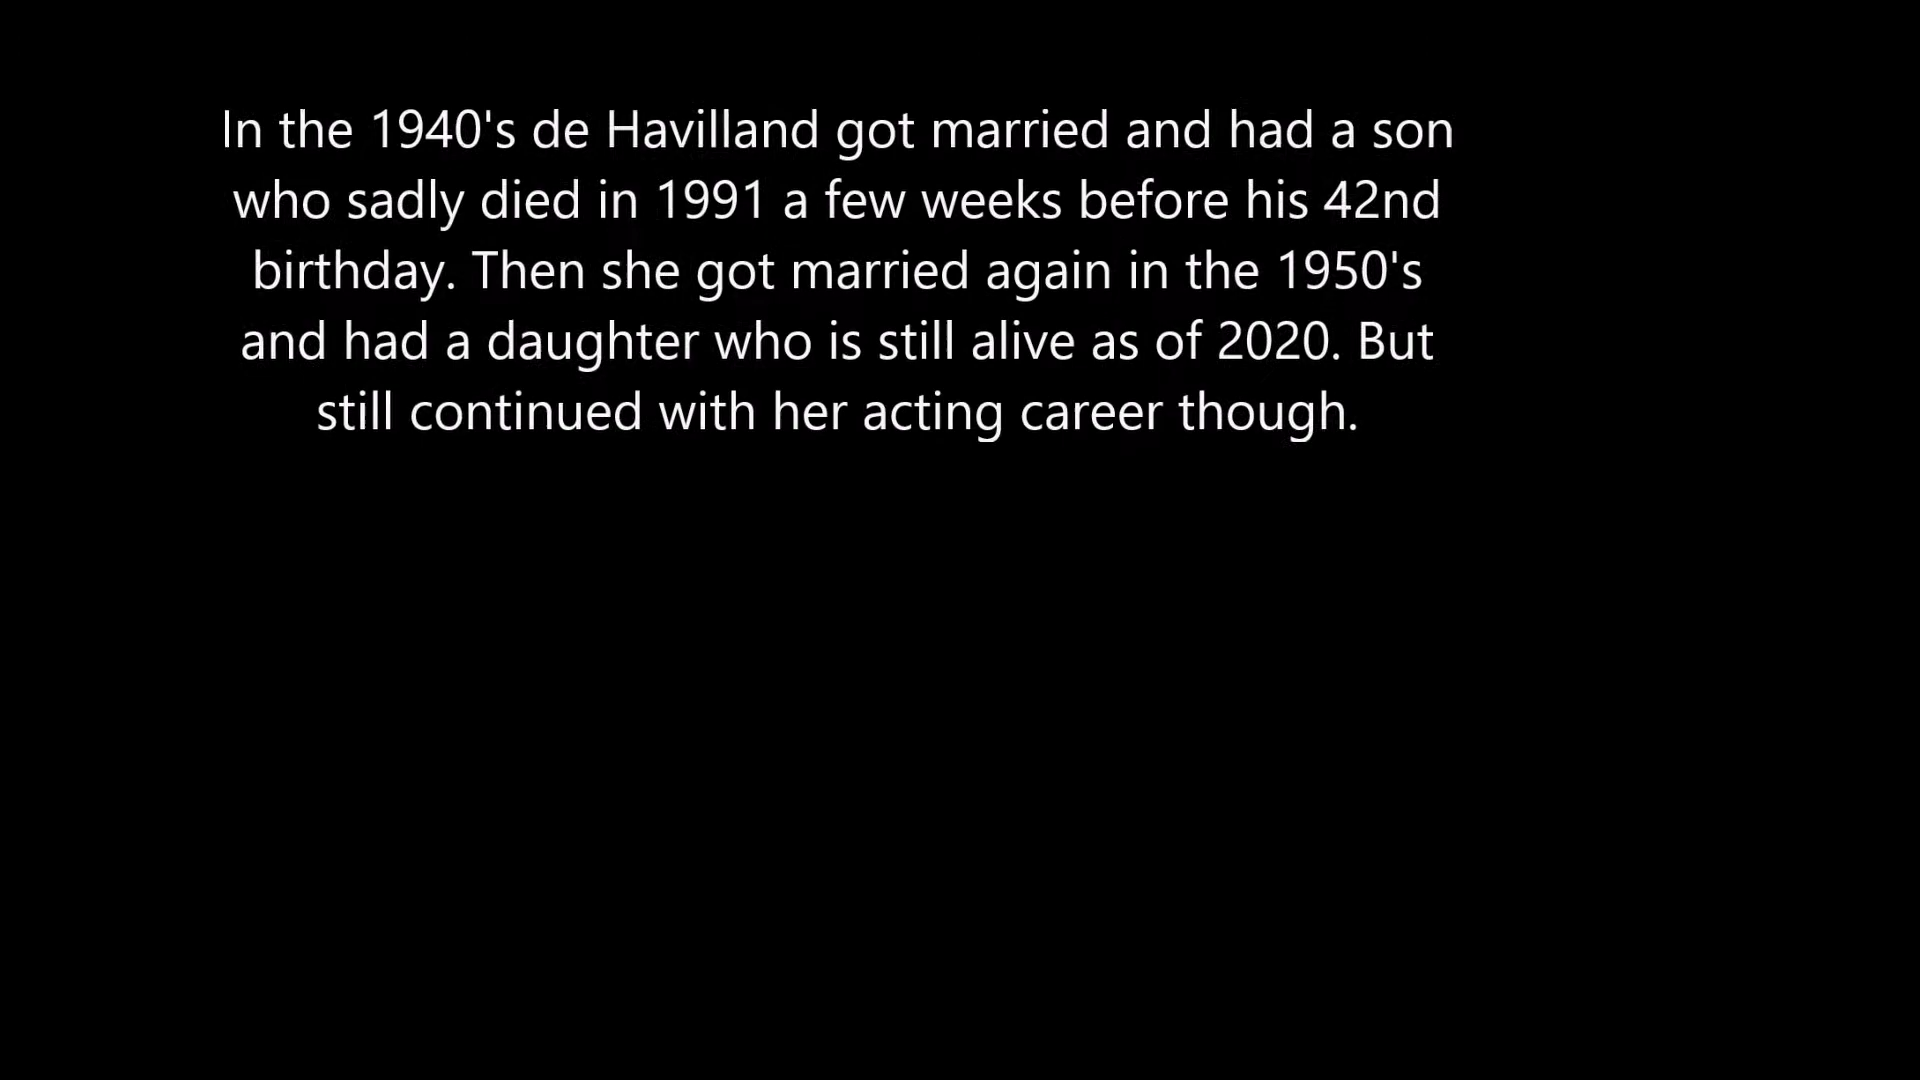 In the 1940's de Havilland got married and had a son
who sadly died in 1991 a few weeks before his 42nd
birthday. Then she got married again in the 1950's
and had a daughter who is still alive as of 2020. But
still continued with her acting career though.